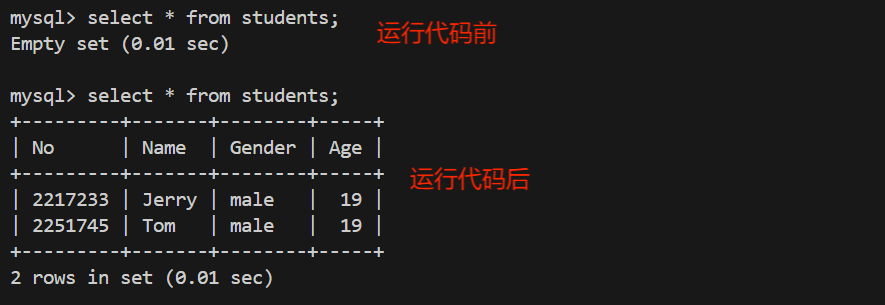 mysql> select * from students;
运行代码前
Empty set (0.01 sec)
mysql> select * from students;
+---------+-------+--------+-----+
| No      | Name  | Gender | Age |
+---------+-------+--------+-----+
运行代码后
| 2217233 | Jerry | male   |  19 |
| 2251745 | Tom   | male   |  19 |
+---------+-------+--------+-----+
2 rows in set (0.01 sec)